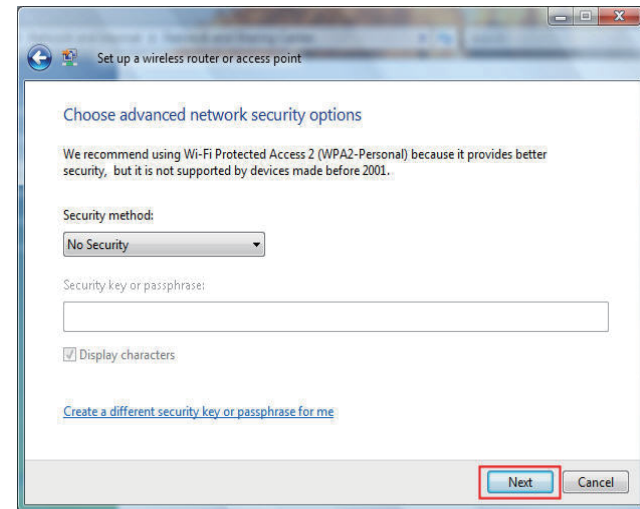 Set up a wireless router or access point
Choose advanced network security options
We recommend using Wi-Fi Protected Access 2 (WPA2-Personal) because it provides better
security, but it is not supported by devices made before 2001.
Security method:
No Security
Security key or passphrase:
Display characters
Create a different security key or passphrase for me
Next Cancel